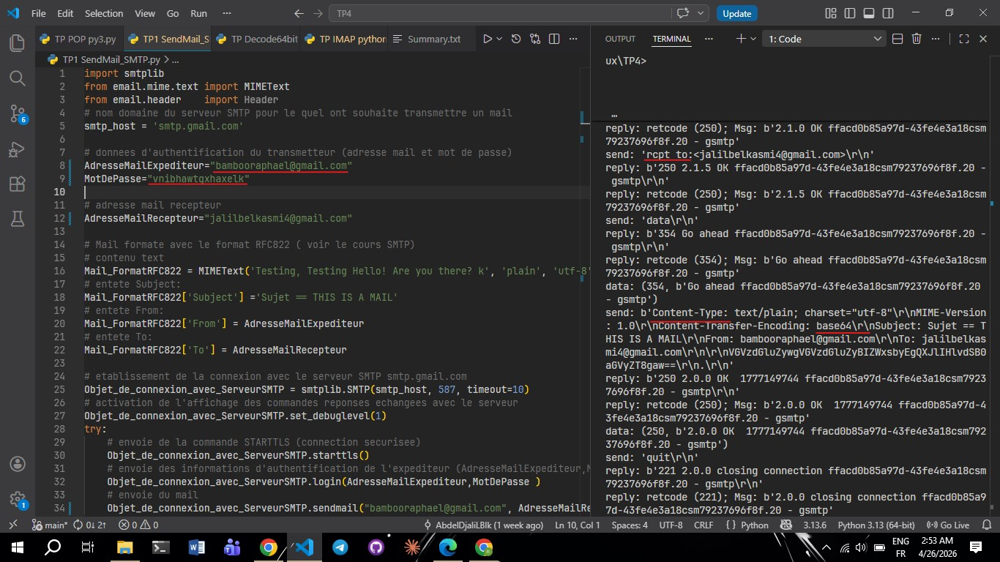 File Edit Selection View Go Run ··· TP4 Update
TP POP py3.py TP1 SendMail_S TP Decode64bit TP IMAP python Summary.txt
TP1 SendMail_SMTP.py > ...
1 import smtplib
2 from email.mime.text import MIMEText
3 from email.header    import Header
4 # nom domaine du serveur SMTP pour le quel ont souhaite transmettre un mail
5 smtp_host = 'smtp.gmail.com'
6
7 # donnees d'authentification du transmetteur (adresse mail et mot de passe)
8 AdresseMailExpediteur="bambooraphael@gmail.com"
9 MotDePasse="vnibhawtqxhaxelk"
10
11 # adresse mail recepteur
12 AdresseMailRecepteur="jalilbelkasmi4@gmail.com"
13
14 # Mail formate avec le format RFC822 ( voir le cours SMTP)
15 # contenu text
16 Mail_FormatRFC822 = MIMEText('Testing, Testing Hello! Are you there? k', 'plain', 'utf-8'
17 # entete Subject:
18 Mail_FormatRFC822['Subject'] ='Sujet == THIS IS A MAIL'
19 # entete From:
20 Mail_FormatRFC822['From'] = AdresseMailExpediteur
21 # entete To:
22 Mail_FormatRFC822['To'] = AdresseMailRecepteur
23
24 # etablissement de la connexion avec le serveur SMTP smtp.gmail.com
25 Objet_de_connexion_avec_ServeurSMTP = smtplib.SMTP(smtp_host, 587, timeout=10)
26 # activation de l'affichage des commandes reponses echangees avec le serveur
27 Objet_de_connexion_avec_ServeurSMTP.set_debuglevel(1)
28 try:
29 # envoie de la commande STARTTLS (connection securisee)
30 Objet_de_connexion_avec_ServeurSMTP.starttls()
31 # envoie des informations d'authentification de l'expediteur (AdresseMailExpediteur,M
32 Objet_de_connexion_avec_ServeurSMTP.login(AdresseMailExpediteur,MotDePasse )
33 # envoie du mail
34 Objet_de_connexion_avec_ServeurSMTP.sendmail("bambooraphael@gmail.com", AdresseMailRe
OUTPUT TERMINAL ··· 1: Code
ux\TP4>
…
reply: retcode (250); Msg: b'2.1.0 OK ffacd0b85a97d-43fe4e3a18csm
79237696f8f.20 - gsmtp'
send: 'rcpt to:<jalilbelkasmi4@gmail.com>\r\n'
reply: b'250 2.1.5 OK ffacd0b85a97d-43fe4e3a18csm79237696f8f.20 -
gsmtp\r\n'
reply: retcode (250); Msg: b'2.1.5 OK ffacd0b85a97d-43fe4e3a18csm
79237696f8f.20 - gsmtp'
send: 'data\r\n'
reply: b'354 Go ahead ffacd0b85a97d-43fe4e3a18csm79237696f8f.20 -
gsmtp\r\n'
reply: retcode (354); Msg: b'Go ahead ffacd0b85a97d-43fe4e3a18csm
79237696f8f.20 - gsmtp'
data: (354, b'Go ahead ffacd0b85a97d-43fe4e3a18csm79237696f8f.20
- gsmtp')
send: b'Content-Type: text/plain; charset="utf-8"\r\nMIME-Version
: 1.0\r\nContent-Transfer-Encoding: base64\r\nSubject: Sujet == T
HIS IS A MAIL\r\nFrom: bambooraphael@gmail.com\r\nTo: jalilbelkas
mi4@gmail.com\r\n\r\nVGVzdGluZywgVGVzdGluZyBIZWxsbyEgQXJlIHlvdSB0
aGVyZT8gaw==\r\n.\r\n'
reply: b'250 2.0.0 OK  1777149744 ffacd0b85a97d-43fe4e3a18csm7923
7696f8f.20 - gsmtp\r\n'
reply: retcode (250); Msg: b'2.0.0 OK  1777149744 ffacd0b85a97d-4
3fe4e3a18csm79237696f8f.20 - gsmtp'
data: (250, b'2.0.0 OK  1777149744 ffacd0b85a97d-43fe4e3a18csm792
37696f8f.20 - gsmtp')
send: 'quit\r\n'
reply: b'221 2.0.0 closing connection ffacd0b85a97d-43fe4e3a18csm
79237696f8f.20 - gsmtp\r\n'
reply: retcode (221); Msg: b'2.0.0 closing connection ffacd0b85a9
7d-43fe4e3a18csm79237696f8f.20 - gsmtp'
6
1
main* 0↓ 2↑ 0 0 AbdelDjaliLBlk (1 week ago) Ln 10, Col 1 Spaces: 4 UTF-8 CRLF { } Python 3.13.6 Python 3.13 (64-bit) Go Live
ENG 2:53 AM
FR 4/26/2026